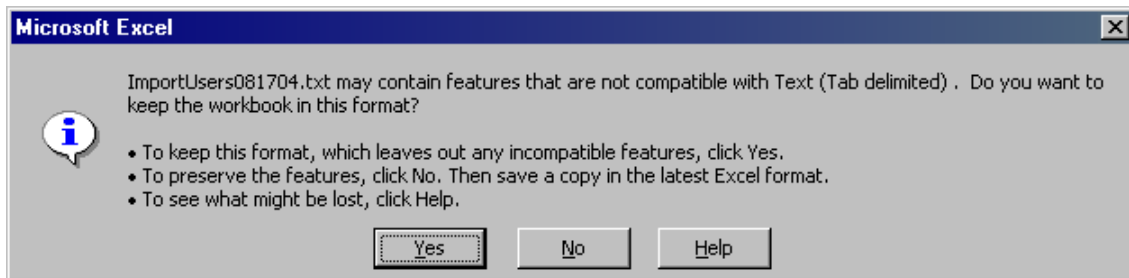 Microsoft Excel
ImportUsers081704.txt may contain features that are not compatible with Text (Tab delimited) .  Do you want to
keep the workbook in this format?
• To keep this format, which leaves out any incompatible features, click Yes.
• To preserve the features, click No. Then save a copy in the latest Excel format.
• To see what might be lost, click Help.
Yes No Help